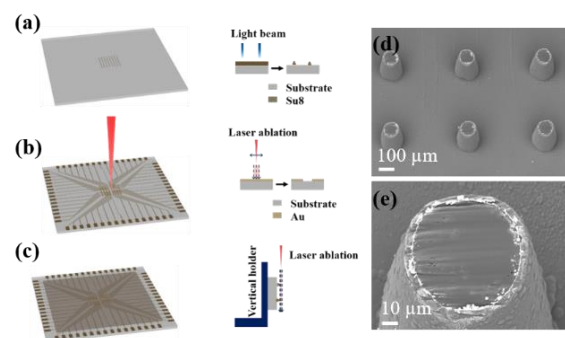 (a)
Light beam
Substrate
Su8
(b)
Laser ablation
Substrate
Au
(c)
Laser ablation
Vertical holder
(d)
100 µm
(e)
10 µm